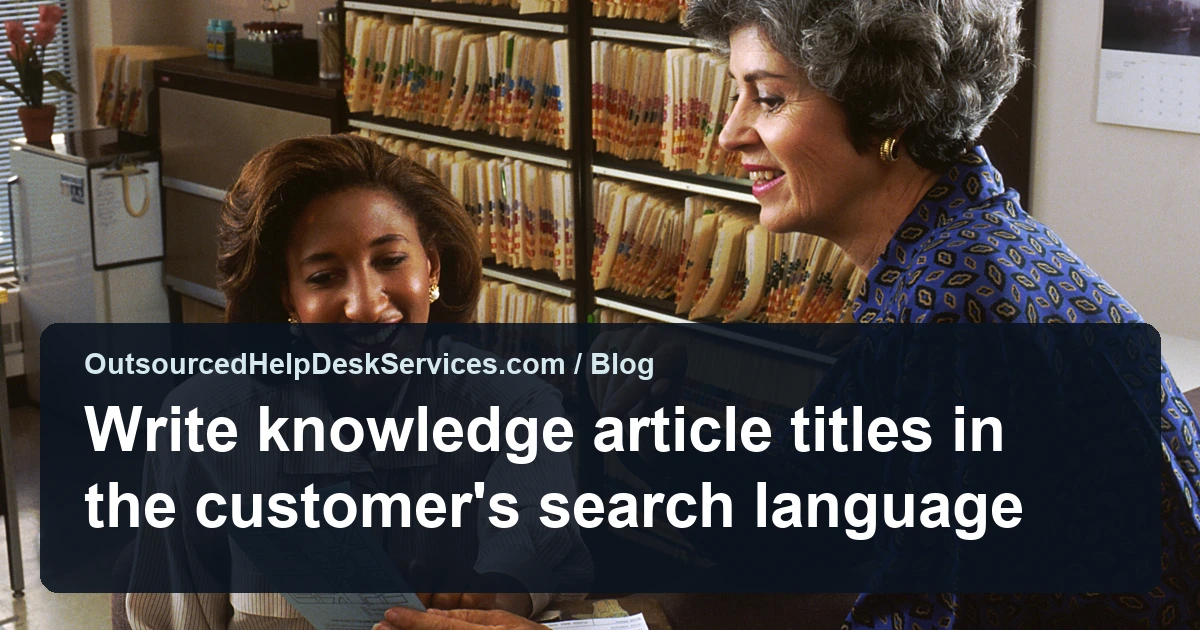 OutsourcedHelpDeskServices.com / Blog
Write knowledge article titles in
the customer's search language